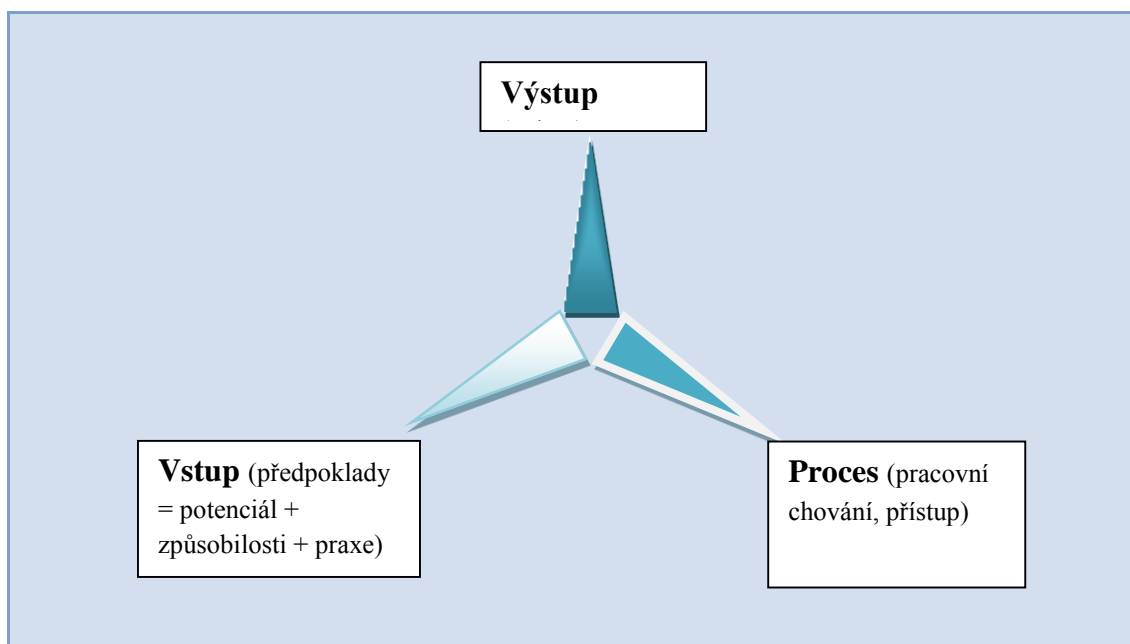 Výstup
Vstup (předpoklady
= potenciál +
způsobilosti + praxe)
Proces (pracovní
chování, přístup)